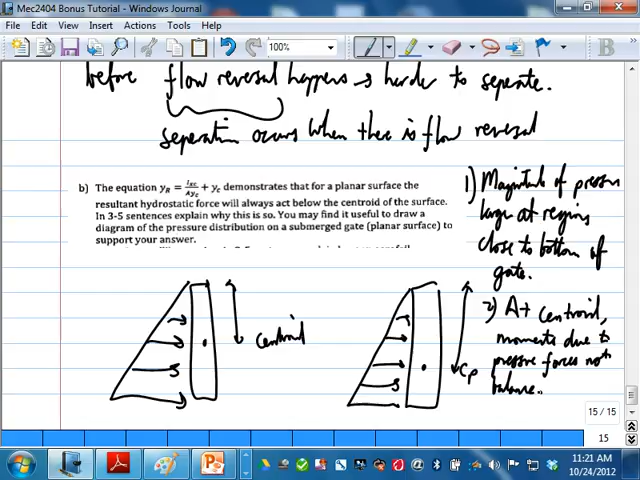 Mec2404 Bonus Tutorial - Windows Journal
File Edit View Insert Actions Tools Help
100%
B
before flow reversal happens → harder to seperate.
seperation occurs when there is flow reversal
b) The equation yR = Ixc/Ayc + yc demonstrates that for a planar surface the
resultant hydrostatic force will always act below the centroid of the surface.
In 3-5 sentences explain why this is so. You may find it useful to draw a
diagram of the pressure distribution on a submerged gate (planar surface) to
support your answer.
1) Magnitude of pressure
large at region
close to bottom of
gate.
2) At centroid,
moments due to
pressure forces not
balance.
centroid
CP
15 / 15
15
11:21 AM
10/24/2012